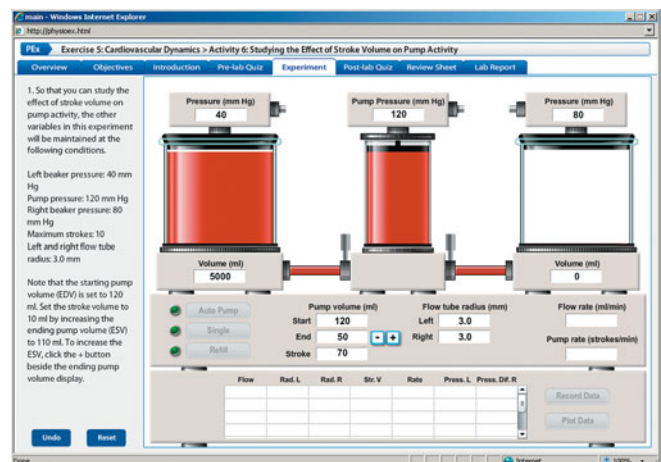 main - Windows Internet Explorer
http://physioex.html
PEx Exercise 5: Cardiovascular Dynamics > Activity 6: Studying the Effect of Stroke Volume on Pump Activity
Overview Objectives Introduction Pre-lab Quiz Experiment Post-lab Quiz Review Sheet Lab Report
1. So that you can study the
effect of stroke volume on
pump activity, the other
variables in this experiment
will be maintained at the
following conditions.
Left beaker pressure: 40 mm
Hg
Pump pressure: 120 mm Hg
Right beaker pressure: 80
mm Hg
Maximum strokes: 10
Left and right flow tube
radius: 3.0 mm
Note that the starting pump
volume (EDV) is set to 120
ml. Set the stroke volume to
10 ml by increasing the
ending pump volume (ESV)
to 110 ml. To increase the
ESV, click the + button
beside the ending pump
volume display.
Undo Reset
Pressure (mm Hg)
40
Pump Pressure (mm Hg)
120
Pressure (mm Hg)
80
Volume (ml)
5000
Volume (ml)
0
Auto Pump
Single
Refill
Pump volume (ml)
Start 120
End 50 - +
Stroke 70
Flow tube radius (mm)
Left 3.0
Right 3.0
Flow rate (ml/min)
Pump rate (strokes/min)
Flow Rad. L Rad. R Str. V Rate Press. L Press. Dif. R
Record Data
Plot Data
Done Internet 100%